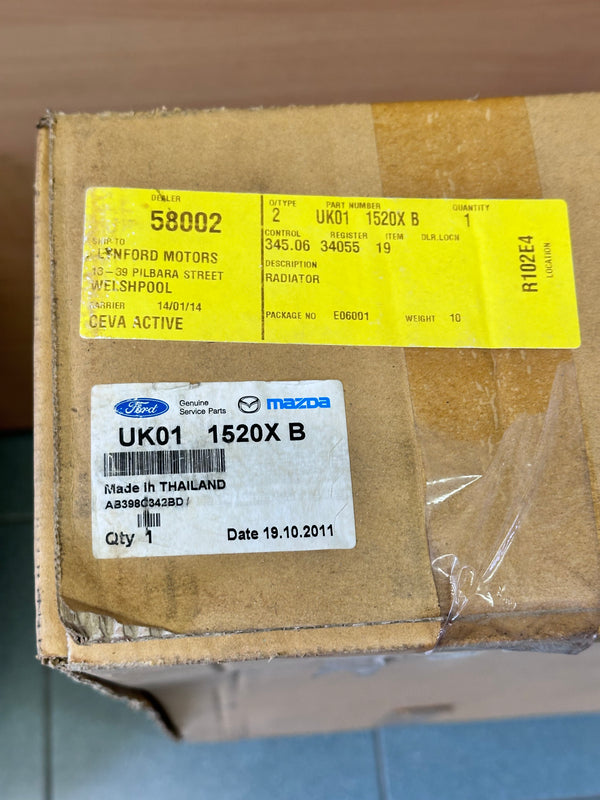 DEALER
58002
SHIP TO
LYNFORD MOTORS
13-39 PILBARA STREET
WELSHPOOL
CARRIER 14/01/14
CEVA ACTIVE
O/TYPE PART NUMBER QUANTITY
2 UK01 1520X B 1
CONTROL REGISTER ITEM DLR.LOCN
345.06 34055 19
DESCRIPTION
RADIATOR
PACKAGE NO E06001 WEIGHT 10
R102E4
LOCATION
Ford Genuine Service Parts mazda
UK01 1520X B
Made in THAILAND
AB398C342BD/
Qty 1 Date 19.10.2011